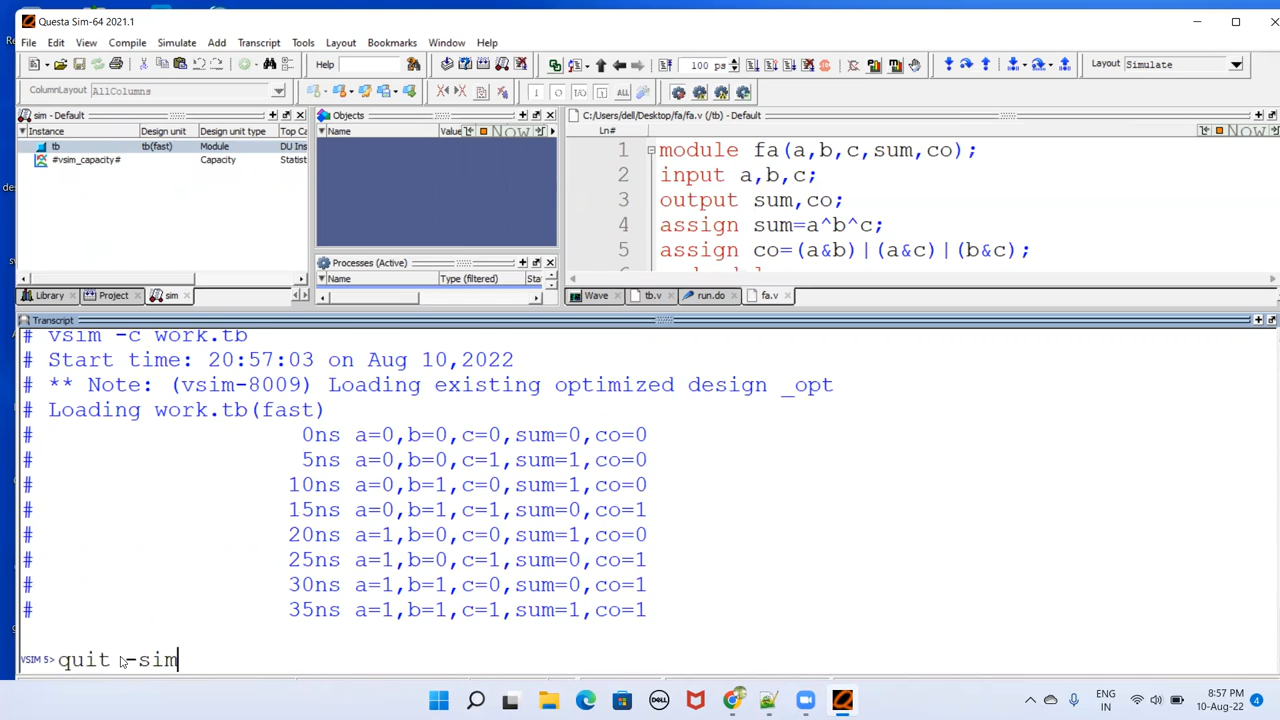 Questa Sim-64 2021.1
File Edit View Compile Simulate Add Transcript Tools Layout Bookmarks Window Help
Help 100 ps Layout Simulate
ColumnLayout AllColumns
sim - Default
Instance Design unit Design unit type Top Ca
tb tb(fast) Module DU Ins
#vsim_capacity# Capacity Statist
Objects
Name Value Now
Processes (Active)
Name Type (filtered) Sta
C:/Users/dell/Desktop/fa/fa.v (/tb) - Default
Ln# Now
1 module fa(a,b,c,sum,co);
2 input a,b,c;
3 output sum,co;
4 assign sum=a^b^c;
5 assign co=(a&b)|(a&c)|(b&c);
Library Project sim
Wave tb.v run.do fa.v
Transcript
# vsim -c work.tb
# Start time: 20:57:03 on Aug 10,2022
# ** Note: (vsim-8009) Loading existing optimized design _opt
# Loading work.tb(fast)
# 0ns a=0,b=0,c=0,sum=0,co=0
# 5ns a=0,b=0,c=1,sum=1,co=0
# 10ns a=0,b=1,c=0,sum=1,co=0
# 15ns a=0,b=1,c=1,sum=0,co=1
# 20ns a=1,b=0,c=0,sum=1,co=0
# 25ns a=1,b=0,c=1,sum=0,co=1
# 30ns a=1,b=1,c=0,sum=0,co=1
# 35ns a=1,b=1,c=1,sum=1,co=1
VSIM 5> quit -sim
ENG
IN
8:57 PM
10-Aug-22
4